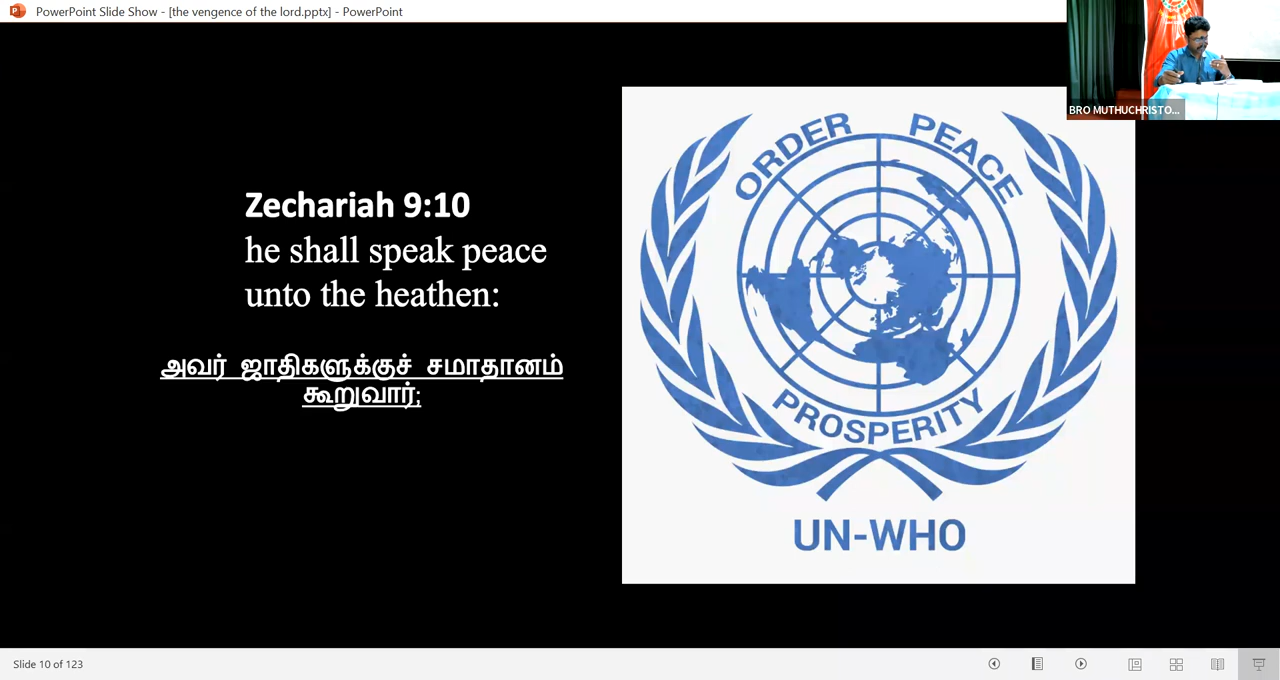 PowerPoint Slide Show - [the vengence of the lord.pptx] - PowerPoint
BRO MUTHUCHRISTO...
Zechariah 9:10
he shall speak peace
unto the heathen:
அவர் ஜாதிகளுக்குச் சமாதானம்
கூறுவார்;
ORDER PEACE
PROSPERITY
UN-WHO
Slide 10 of 123